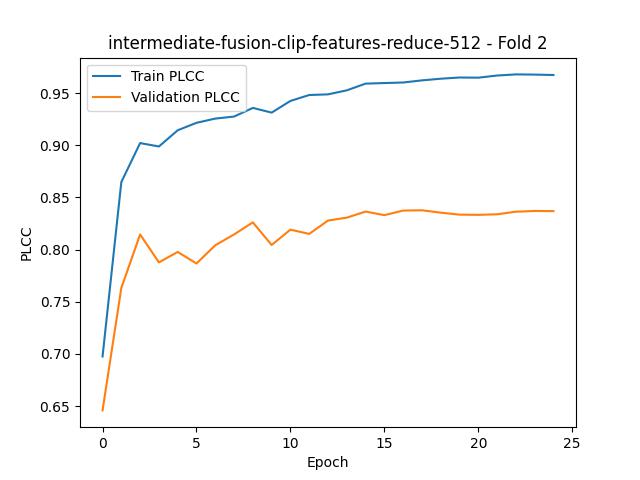 intermediate-fusion-clip-features-reduce-512 - Fold 2
Train PLCC
Validation PLCC
0.95
0.90
0.85
0.80
0.75
0.70
0.65
PLCC
0 5 10 15 20 25
Epoch